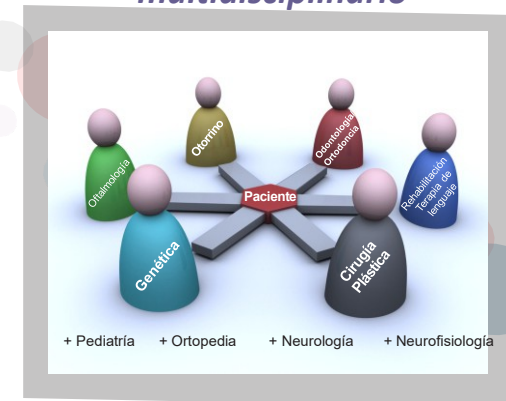 multidisciplinario
Otorrino
Odontología
Ortodoncia
Oftalmología
Rehabilitación
Terapia de
lenguaje
Paciente
Genética
Cirugía
Plástica
+ Pediatría + Ortopedia + Neurología + Neurofisiología